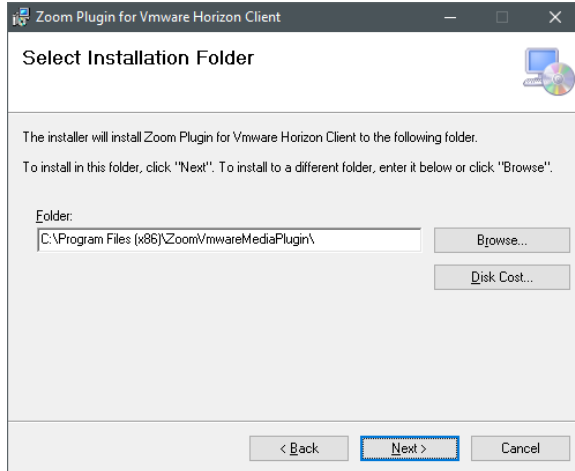 Zoom Plugin for Vmware Horizon Client
Select Installation Folder
The installer will install Zoom Plugin for Vmware Horizon Client to the following folder.
To install in this folder, click "Next". To install to a different folder, enter it below or click "Browse".
Folder:
C:\Program Files (x86)\ZoomVmwareMediaPlugin\
Browse...
Disk Cost...
< Back
Next >
Cancel